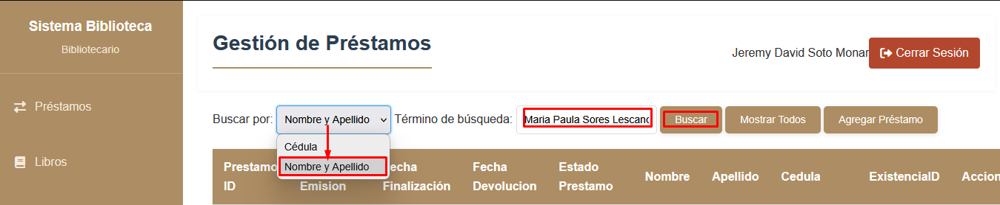 Sistema Biblioteca
Bibliotecario
Préstamos
Libros
Gestión de Préstamos
Jeremy David Soto Monar
Cerrar Sesión
Buscar por: Nombre y Apellido Término de búsqueda: Maria Paula Sores Lescano Buscar Mostrar Todos Agregar Préstamo
Cédula
Nombre y Apellido
Prestamo ID
Emision
Fecha Finalización
Fecha Devolucion
Estado Prestamo
Nombre
Apellido
Cedula
ExistenciaID
Accion